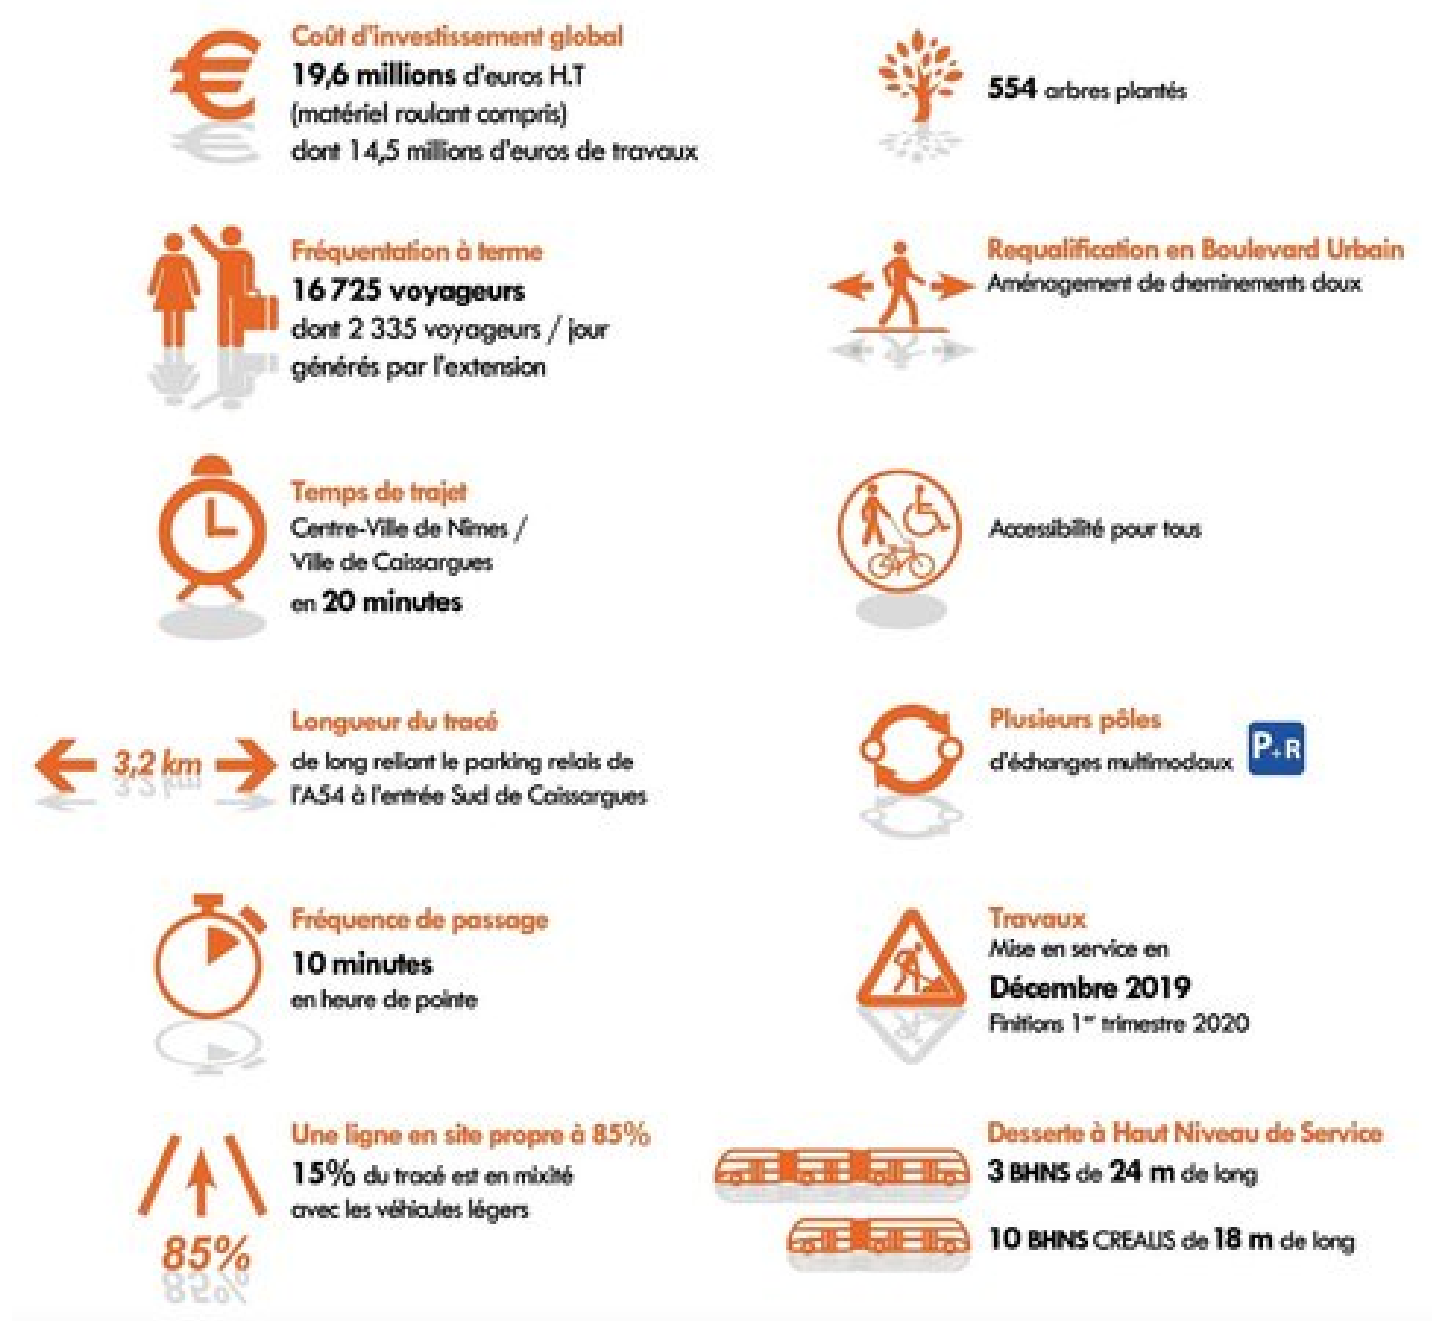 Coût d'investissement global
19,6 millions d'euros H.T
(matériel roulant compris)
dont 14,5 millions d'euros de travaux
554 arbres plantés
Fréquentation à terme
16 725 voyageurs
dont 2 335 voyageurs / jour
générés par l'extension
Requalification en Boulevard Urbain
Aménagement de cheminements doux
Temps de trajet
Centre-Ville de Nîmes /
Ville de Caissargues
en 20 minutes
Accessibilité pour tous
3,2 km
Longueur du tracé
de long reliant le parking relais de
l'A54 à l'entrée Sud de Caissargues
Plusieurs pôles
d'échanges multimodaux
P+R
Fréquence de passage
10 minutes
en heure de pointe
Travaux
Mise en service en
Décembre 2019
Finitions 1er trimestre 2020
Une ligne en site propre à 85%
15% du tracé est en mixité
avec les véhicules légers
85%
Desserte à Haut Niveau de Service
3 BHNS de 24 m de long
10 BHNS CREALIS de 18 m de long